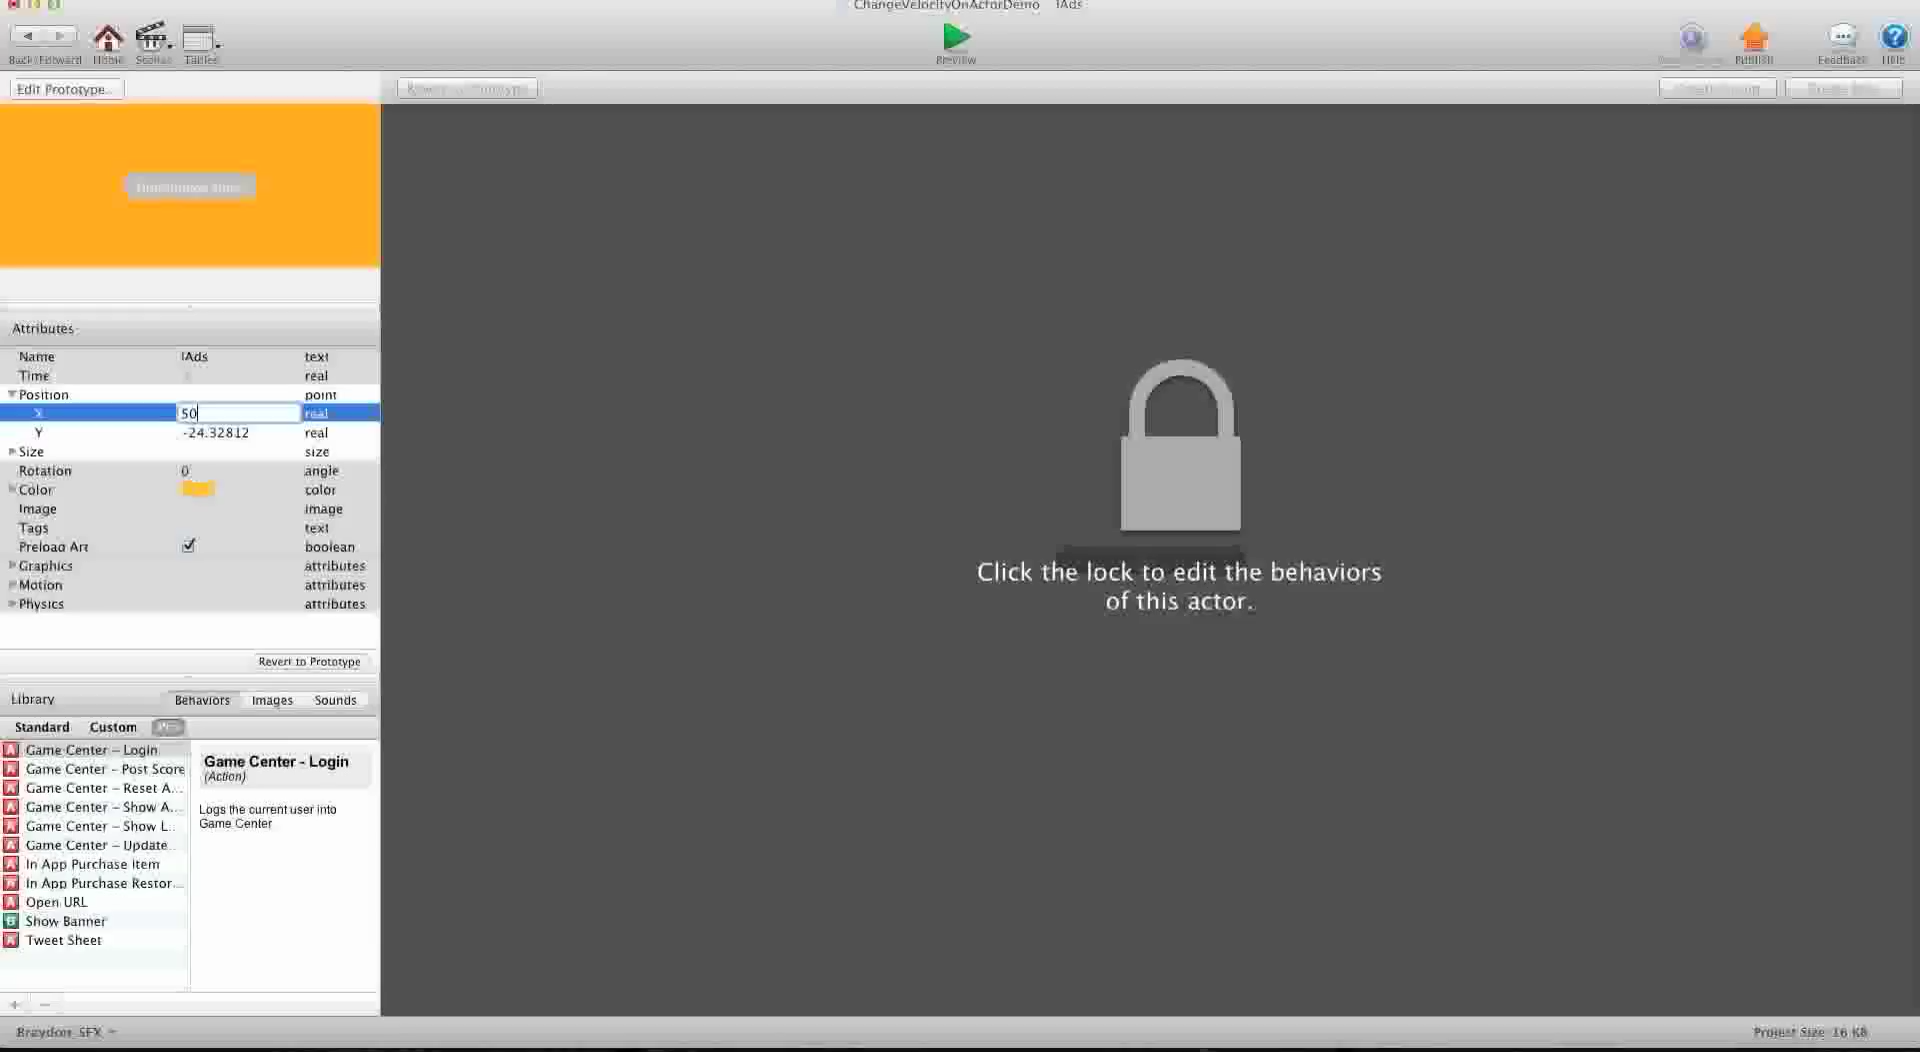 ChangeVelocityOnActorDemo IAds
Back/Forward Home Scenes Tables Preview Publish Feedback Help
Edit Prototype...
Attributes
Name IAds text
Time real
Position point
X 50 real
Y -24.32812 real
Size size
Rotation 0 angle
Color color
Image image
Tags text
Preload Art boolean
Graphics attributes
Motion attributes
Physics attributes
Revert to Prototype
Click the lock to edit the behaviors
of this actor.
Library Behaviors Images Sounds
Standard Custom Pro
Game Center – Login
Game Center – Post Score
Game Center – Reset A...
Game Center – Show A...
Game Center – Show L...
Game Center – Update
In App Purchase Item
In App Purchase Restor...
Open URL
Show Banner
Tweet Sheet
Game Center - Login
(Action)
Logs the current user into
Game Center
Braydon_SFX Project Size: 16 KB